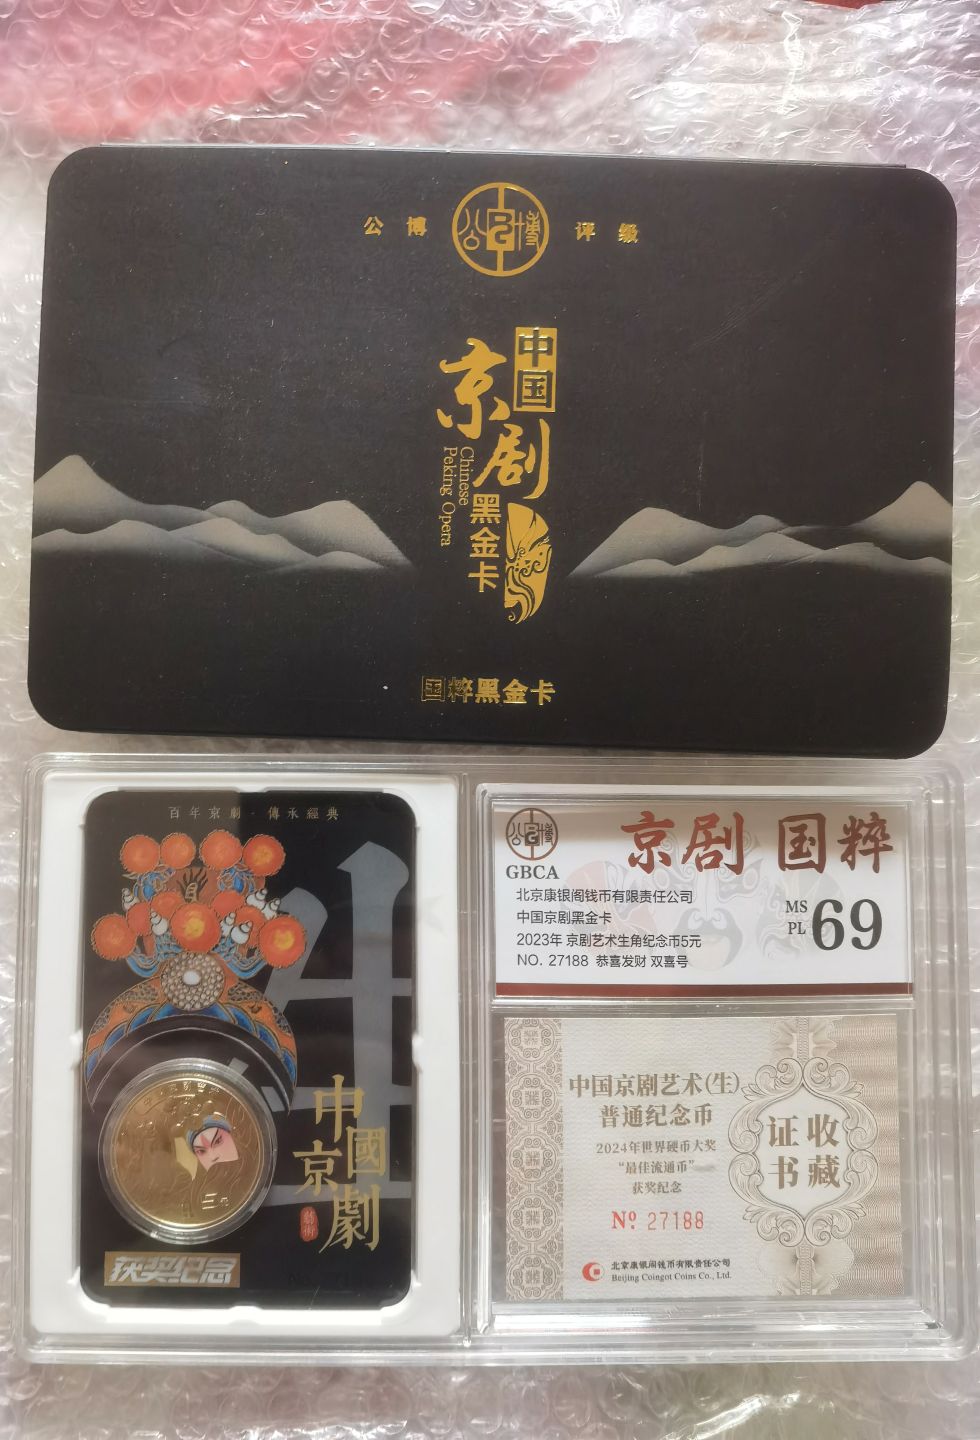 公博 评级
中国
京剧
Chinese
Peking Opera
黑金卡
国粹黑金卡
百年京劇·傳承經典
生
中國
京劇
藝術
获奖纪念
公博
GBCA
京剧 国粹
北京康银阁钱币有限责任公司
中国京剧黑金卡
2023年 京剧艺术生角纪念币5元
NO. 27188 恭喜发财 双喜号
MS
PL
69
中国京剧艺术(生)
普通纪念币
2024年世界硬币大奖
“最佳流通币”
获奖纪念
Nº 27188
收藏
证书
北京康银阁钱币有限责任公司
Beijing Coingot Coins Co., Ltd.